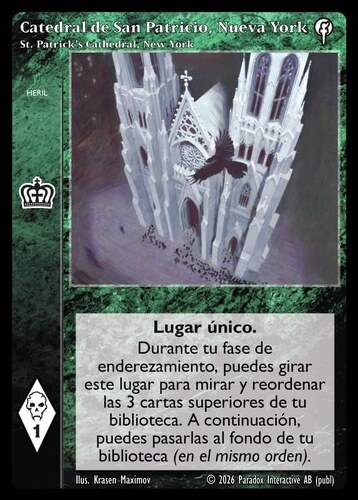 Catedral de San Patricio, Nueva York
St. Patrick's Cathedral, New York
HERIL
Lugar único.
Durante tu fase de
enderezamiento, puedes girar
este lugar para mirar y reordenar
las 3 cartas superiores de tu
biblioteca. A continuación,
puedes pasarlas al fondo de tu
biblioteca (en el mismo orden).
1
Ilus. Krasen Maximov
© 2026 Paradox Interactive AB (publ)